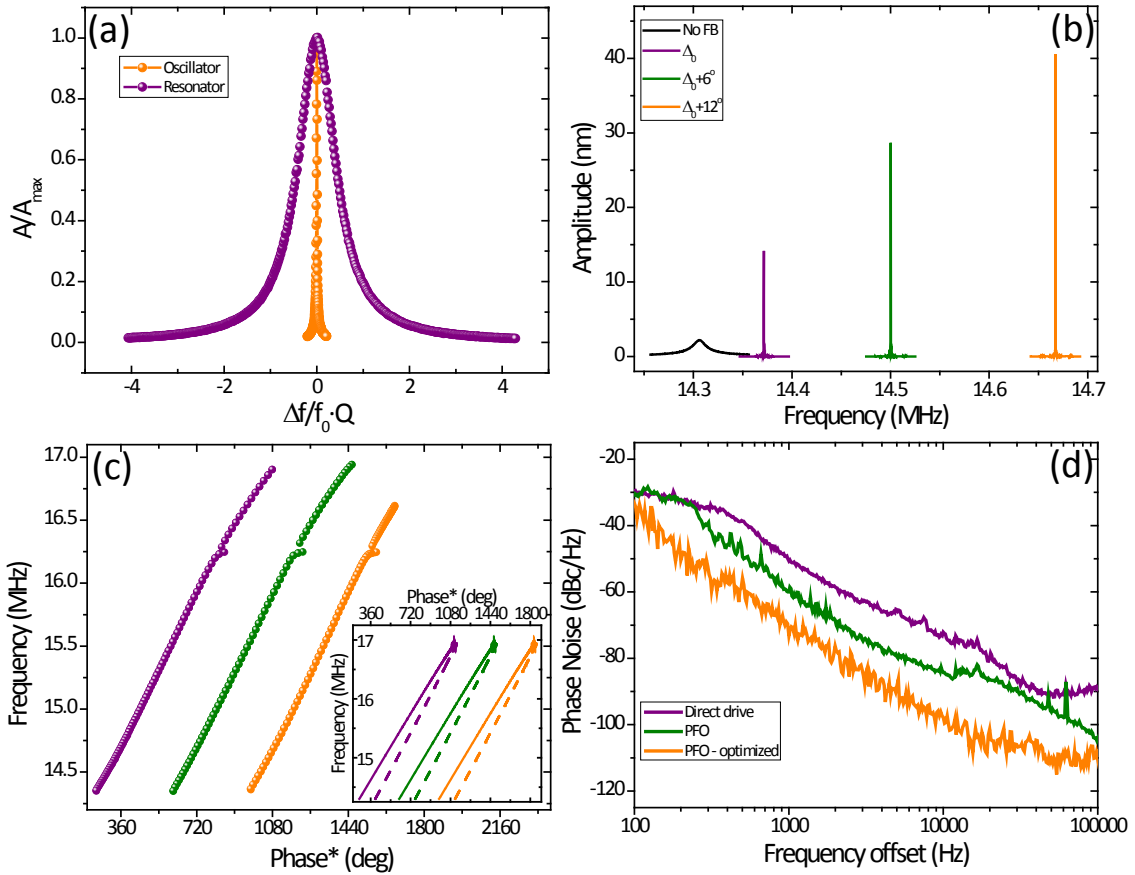 (a)
Oscillator
Resonator
A/Amax
1.0
0.8
0.6
0.4
0.2
0.0
-4 -2 0 2 4
Δf/f0·Q
(b)
No FB
Δ0
Δ0+6°
Δ0+12°
Amplitude (nm)
40
30
20
10
0
14.3 14.4 14.5 14.6 14.7
Frequency (MHz)
(c)
Frequency (MHz)
17.0
16.5
16.0
15.5
15.0
14.5
360 720 1080 1440 1800 2160
Phase* (deg)
Phase* (deg)
360 720 1080 1440 1800
Frequency (MHz)
17
16
15
(d)
Phase Noise (dBc/Hz)
-20
-40
-60
-80
-100
-120
Direct drive
PFO
PFO - optimized
100 1000 10000 100000
Frequency offset (Hz)